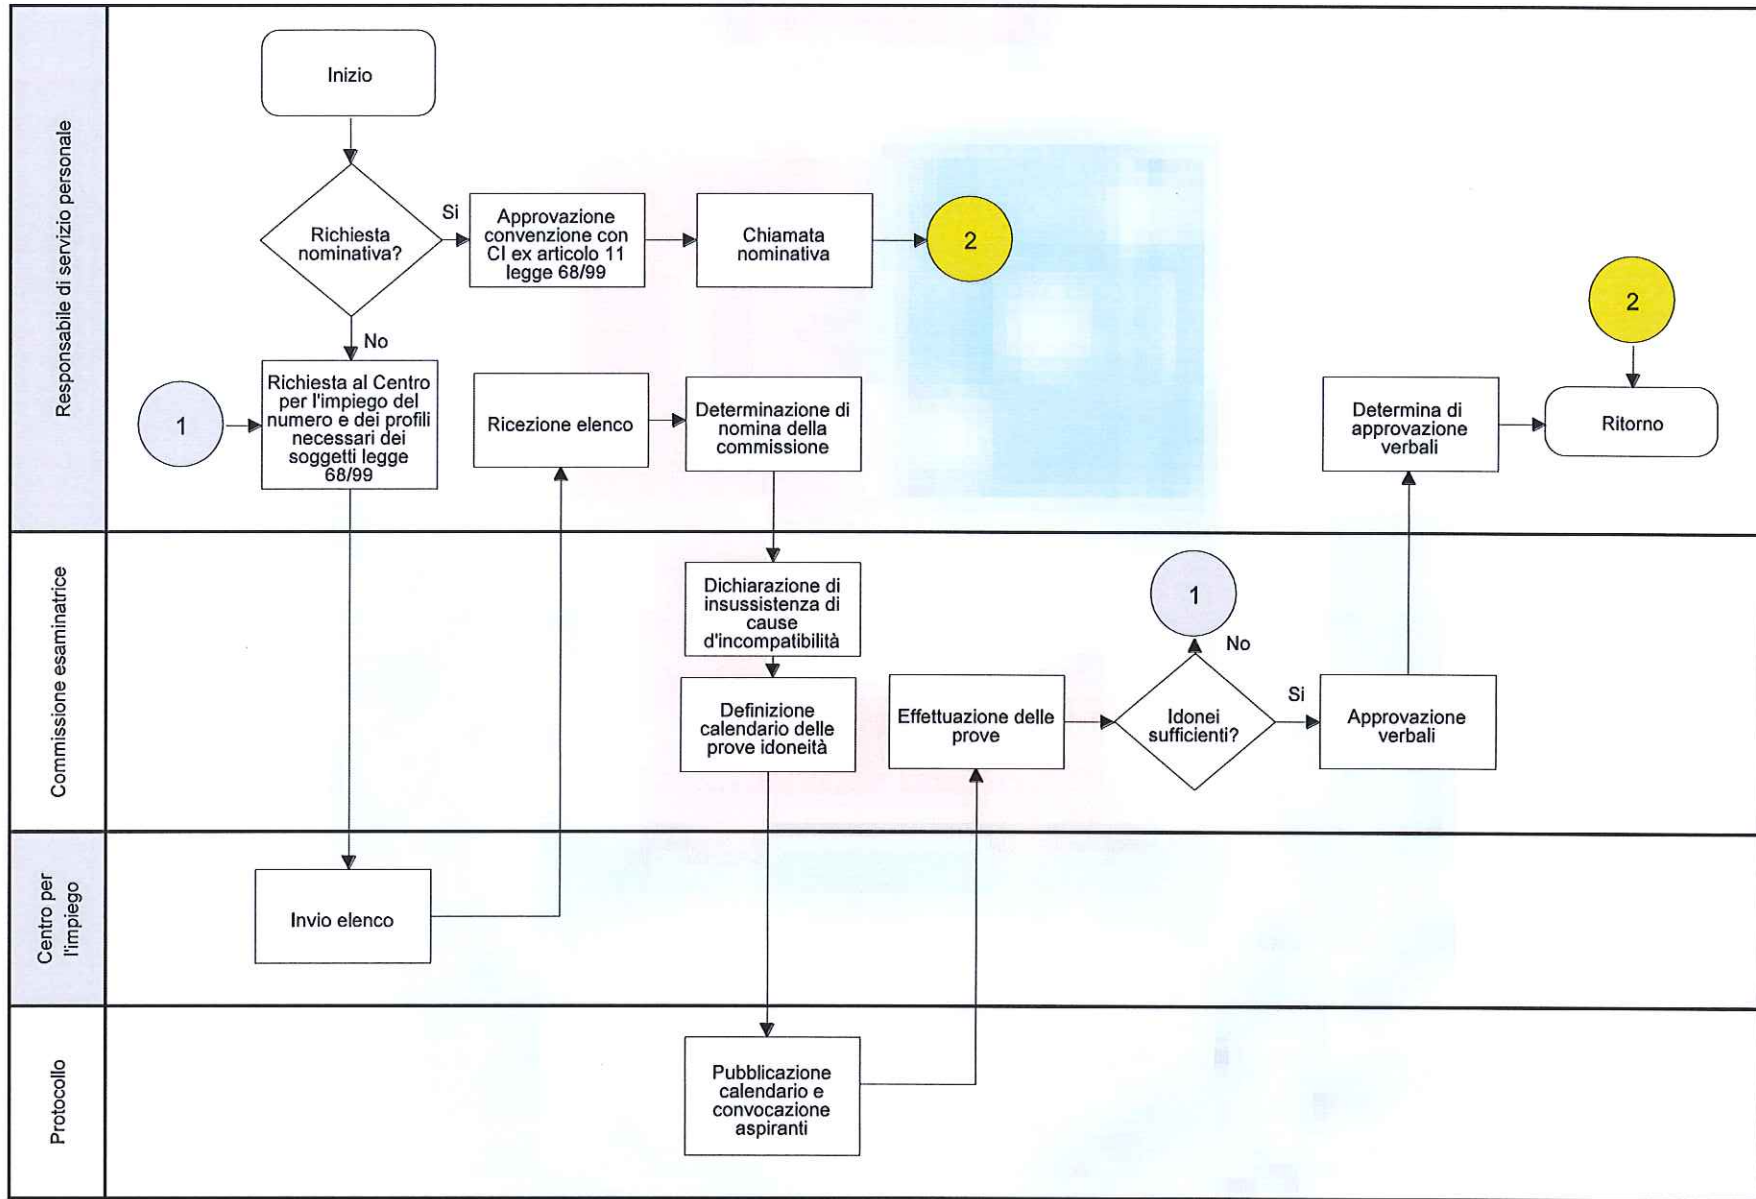 Responsabile di servizio personale
Inizio
Richiesta
nominativa?
Si
Approvazione
convenzione con
CI ex articolo 11
legge 68/99
Chiamata
nominativa
2
No
1
Richiesta al Centro
per l'impiego del
numero e dei profili
necessari dei
soggetti legge
68/99
Ricezione elenco
Determinazione di
nomina della
commissione
Determina di
approvazione
verbali
2
Ritorno
Commissione esaminatrice
Dichiarazione di
insussistenza di
cause
d'incompatibilità
Definizione
calendario delle
prove idoneità
Effettuazione delle
prove
1
No
Idonei
sufficienti?
Si
Approvazione
verbali
Centro per
l'impiego
Invio elenco
Protocollo
Pubblicazione
calendario e
convocazione
aspiranti